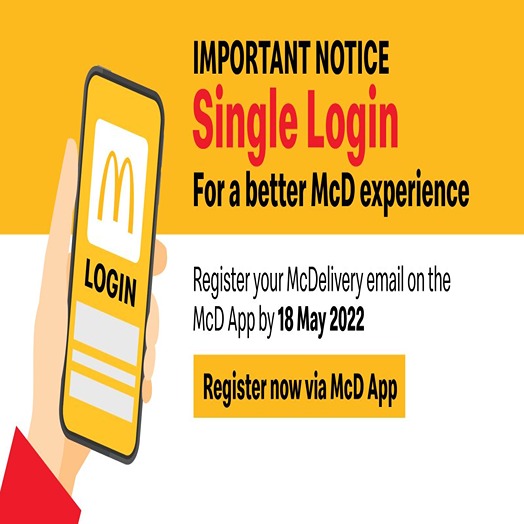 IMPORTANT NOTICE
Single Login
For a better McD experience
LOGIN
Register your McDelivery email on the
McD App by 18 May 2022
Register now via McD App